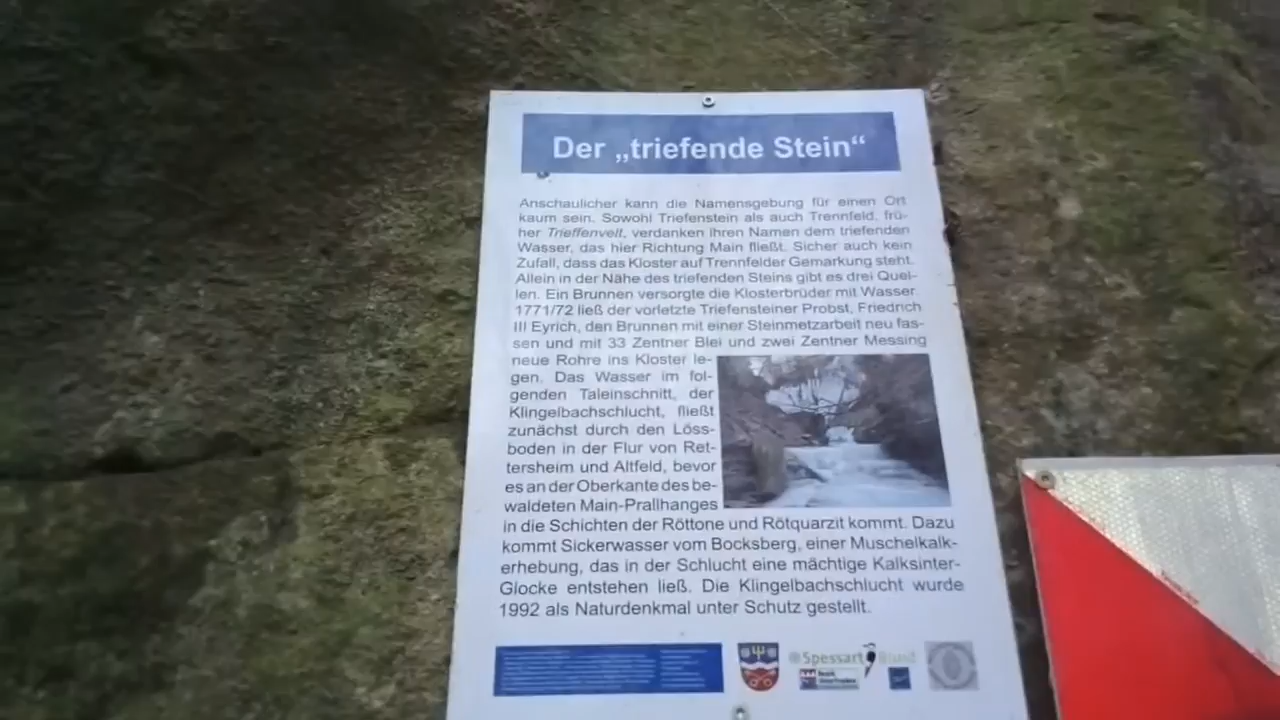 Der „triefende Stein“
Anschaulicher kann die Namensgebung für einen Ort
kaum sein. Sowohl Triefenstein als auch Trennfeld, frü-
her Trieffenvelt, verdanken ihren Namen dem triefenden
Wasser, das hier Richtung Main fließt. Sicher auch kein
Zufall, dass das Kloster auf Trennfelder Gemarkung steht.
Allein in der Nähe des triefenden Steins gibt es drei Quel-
len. Ein Brunnen versorgte die Klosterbrüder mit Wasser.
1771/72 ließ der vorletzte Triefensteiner Probst, Friedrich
III Eyrich, den Brunnen mit einer Steinmetzarbeit neu fas-
sen und mit 33 Zentner Blei und zwei Zentner Messing
neue Rohre ins Kloster le-
gen. Das Wasser im fol-
genden Taleinschnitt, der
Klingelbachschlucht, fließt
zunächst durch den Löss-
boden in der Flur von Ret-
tersheim und Altfeld, bevor
es an der Oberkante des be-
waldeten Main-Prallhanges
in die Schichten der Röttone und Rötquarzit kommt. Dazu
kommt Sickerwasser vom Bocksberg, einer Muschelkalk-
erhebung, das in der Schlucht eine mächtige Kalksinter-
Glocke entstehen ließ. Die Klingelbachschlucht wurde
1992 als Naturdenkmal unter Schutz gestellt.
Spessart